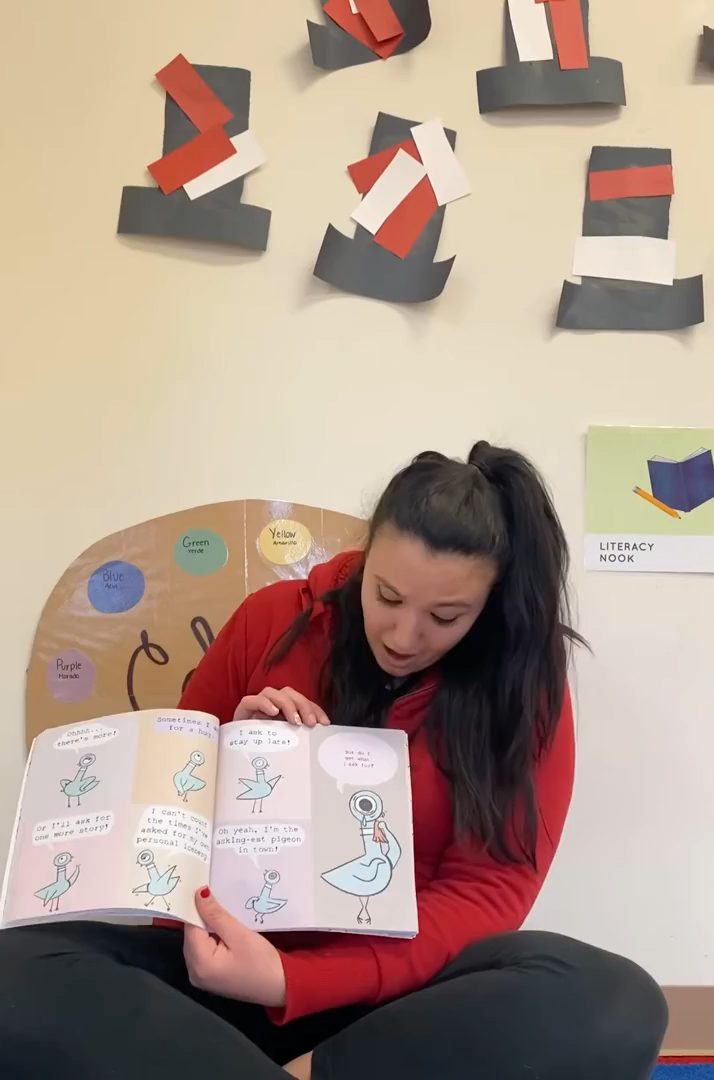 LITERACY
NOOK
Yellow
Amarillo
Green
Verde
Blue
Azul
Purple
Morado
Ohhhh...
there's more!
Sometimes I
for a hug.
Or I'll ask for
one more story!
I can't count
the times I've
asked for my own
personal iceberg
I ask to
stay up late!
Oh yeah, I'm the
asking-est pigeon
in town!
But do I
get what
I ask for?